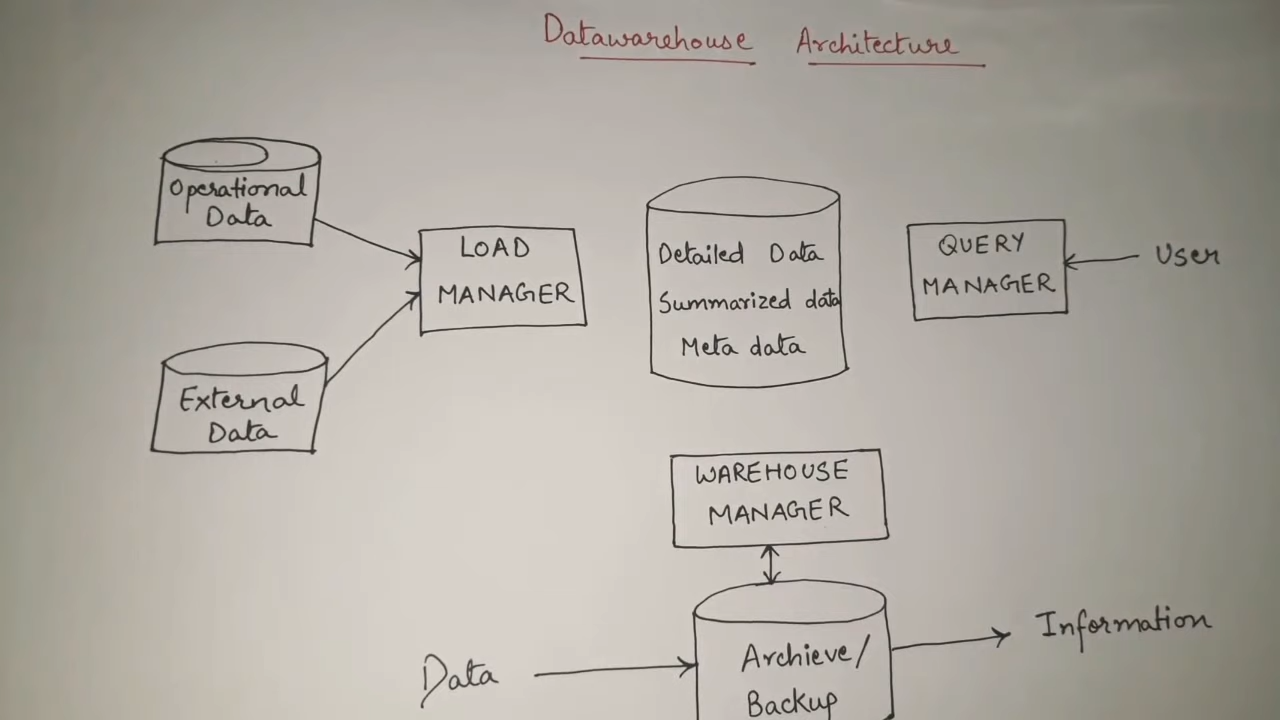 Datawarehouse Architecture
Operational
Data
External
Data
LOAD
MANAGER
Detailed Data
Summarized data
Meta data
QUERY
MANAGER
User
WAREHOUSE
MANAGER
Data
Archieve/
Backup
Information